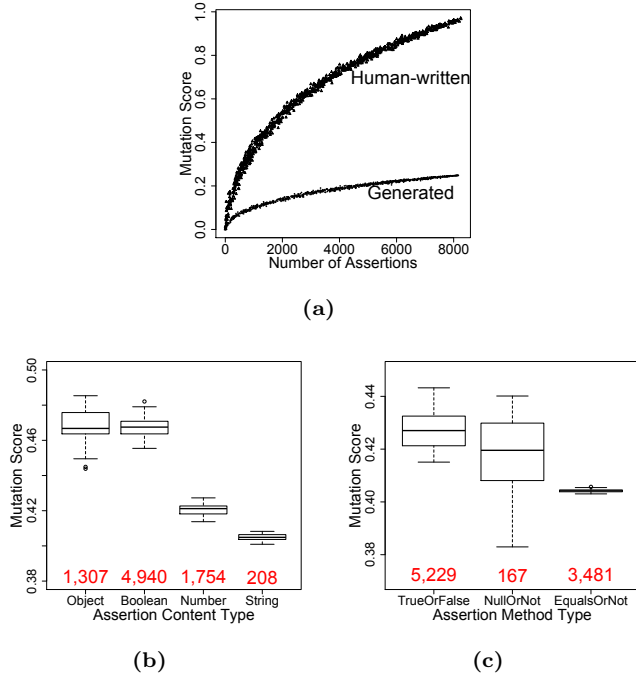 1.0
0.8
0.6
0.4
0.2
0.0
Mutation Score
Human-written
Generated
0 2000 4000 6000 8000
Number of Assertions
(a)
0.50
0.46
0.42
0.38
Mutation Score
1,307 4,940 1,754 208
Object Boolean Number String
Assertion Content Type
(b)
0.44
0.42
0.40
0.38
Mutation Score
5,229 167 3,481
TrueOrFalse NullOrNot EqualsOrNot
Assertion Method Type
(c)